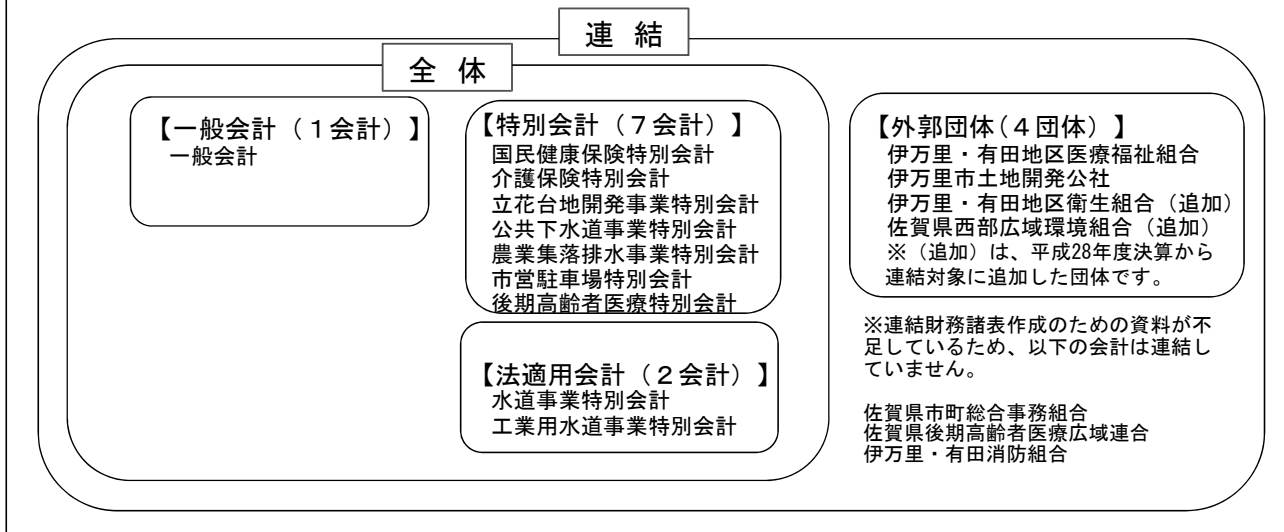 連 結
全 体
【一般会計（１会計）】
一般会計
【特別会計（７会計）】
国民健康保険特別会計
介護保険特別会計
立花台地開発事業特別会計
公共下水道事業特別会計
農業集落排水事業特別会計
市営駐車場特別会計
後期高齢者医療特別会計
【法適用会計（２会計）】
水道事業特別会計
工業用水道事業特別会計
【外郭団体（４団体）】
伊万里・有田地区医療福祉組合
伊万里市土地開発公社
伊万里・有田地区衛生組合（追加）
佐賀県西部広域環境組合（追加）
※（追加）は、平成28年度決算から
連結対象に追加した団体です。
※連結財務諸表作成のための資料が不
足しているため、以下の会計は連結し
ていません。
佐賀県市町総合事務組合
佐賀県後期高齢者医療広域連合
伊万里・有田消防組合